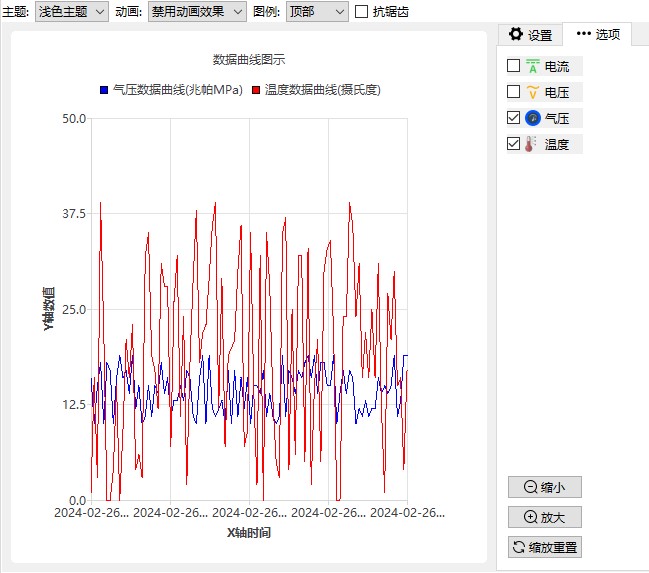 主题: 浅色主题 动画: 禁用动画效果 图例: 顶部 抗锯齿
设置 选项
数据曲线图示
气压数据曲线(兆帕MPa) 温度数据曲线(摄氏度)
电流
电压
气压
温度
50.0
37.5
25.0
12.5
0.0
Y轴数值
2024-02-26... 2024-02-26... 2024-02-26... 2024-02-26... 2024-02-26...
X轴时间
缩小
放大
缩放重置